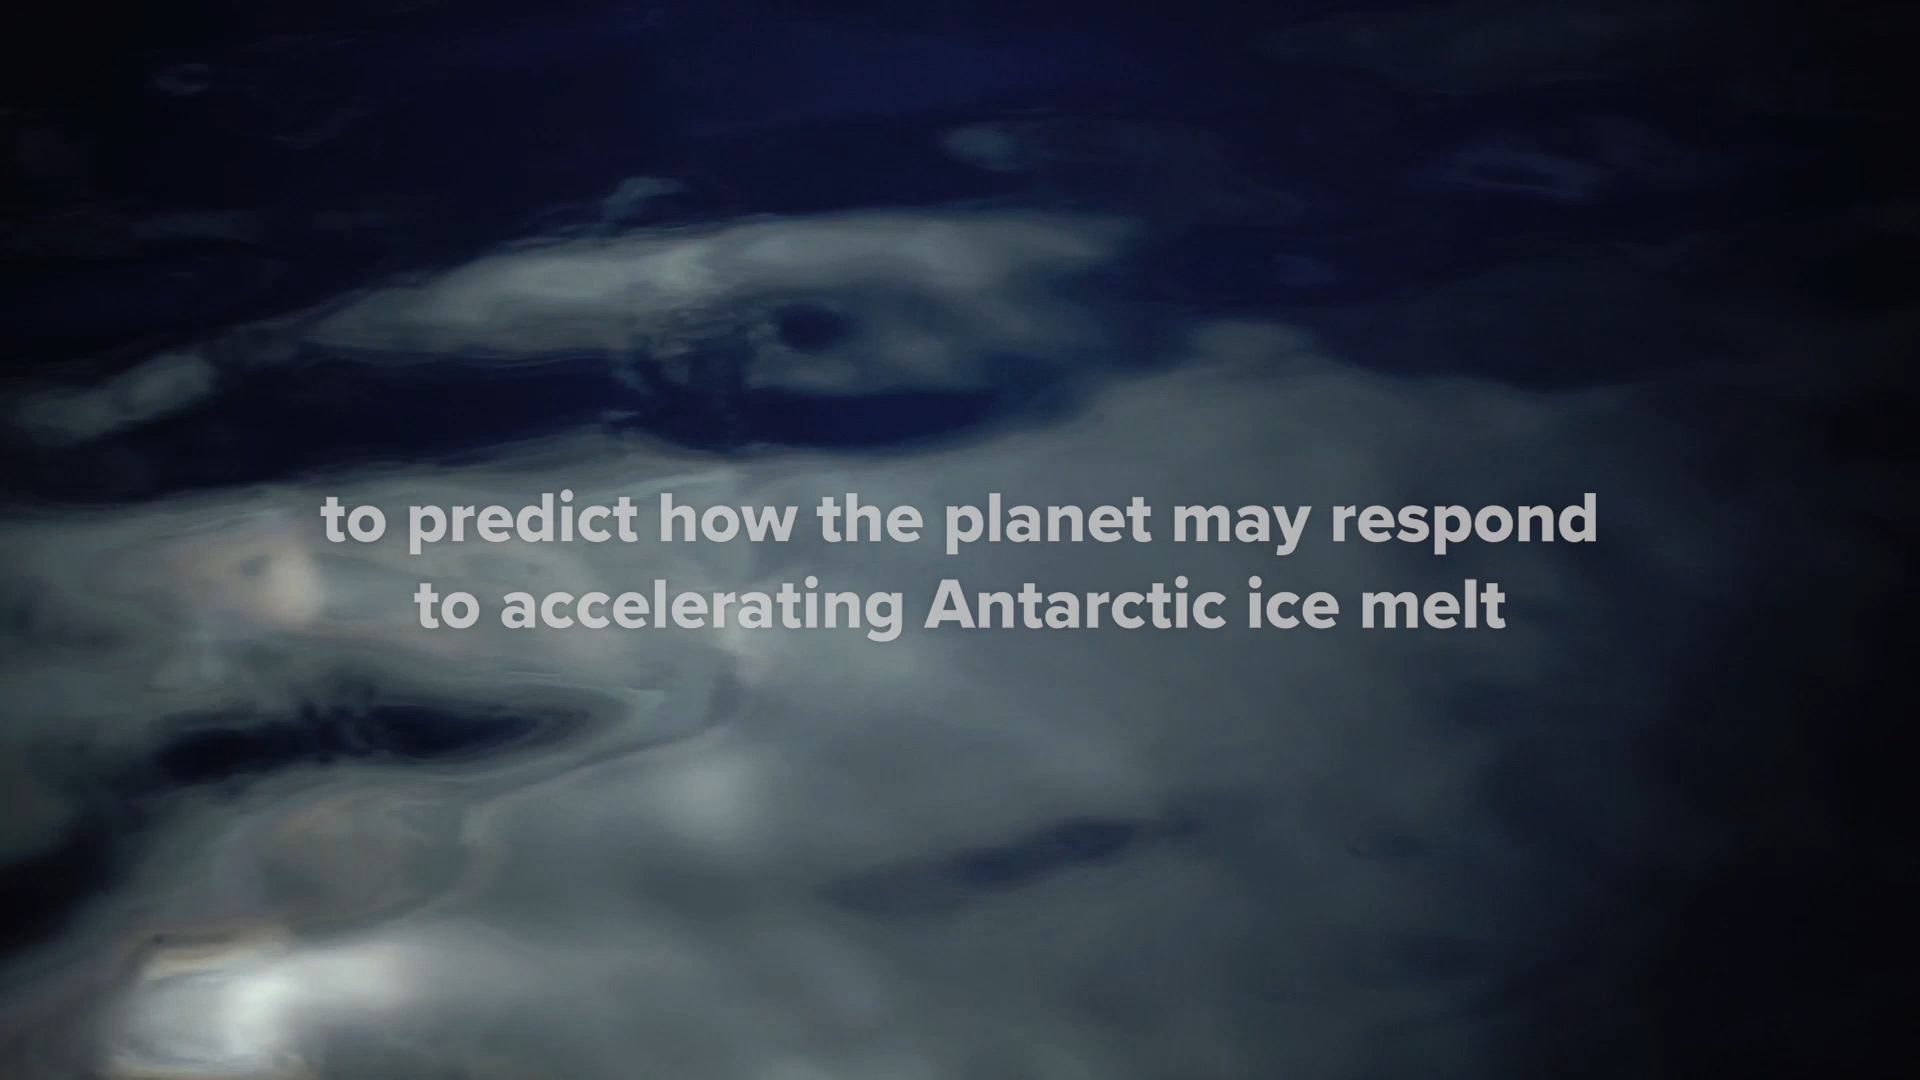 to predict how the planet may respond
to accelerating Antarctic ice melt